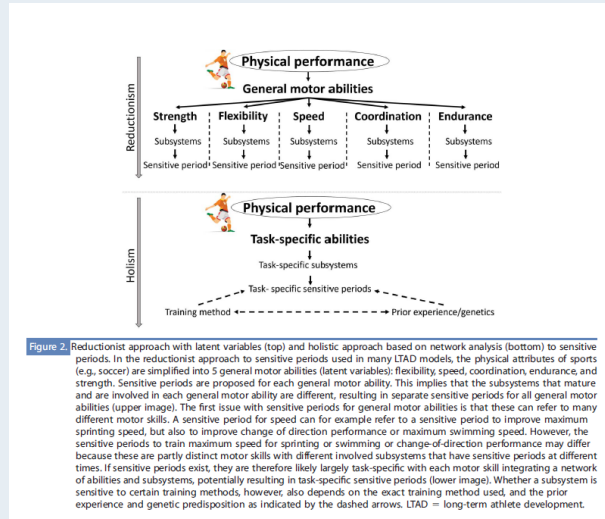 Physical performance
General motor abilities
Strength Flexibility Speed Coordination Endurance
Subsystems Subsystems Subsystems Subsystems Subsystems
Sensitive period Sensitive period Sensitive period Sensitive period Sensitive period
Reductionism
Physical performance
Task-specific abilities
Task-specific subsystems
Task- specific sensitive periods
Training method Prior experience/genetics
Holism
Figure 2. Reductionist approach with latent variables (top) and holistic approach based on network analysis (bottom) to sensitive
periods. In the reductionist approach to sensitive periods used in many LTAD models, the physical attributes of sports
(e.g., soccer) are simplified into 5 general motor abilities (latent variables): flexibility, speed, coordination, endurance, and
strength. Sensitive periods are proposed for each general motor ability. This implies that the subsystems that mature
and are involved in each general motor ability are different, resulting in separate sensitive periods for all general motor
abilities (upper image). The first issue with sensitive periods for general motor abilities is that these can refer to many
different motor skills. A sensitive period for speed can for example refer to a sensitive period to improve maximum
sprinting speed, but also to improve change of direction performance or maximum swimming speed. However, the
sensitive periods to train maximum speed for sprinting or swimming or change-of-direction performance may differ
because these are partly distinct motor skills with different involved subsystems that have sensitive periods at different
times. If sensitive periods exist, they are therefore likely largely task-specific with each motor skill integrating a network
of abilities and subsystems, potentially resulting in task-specific sensitive periods (lower image). Whether a subsystem is
sensitive to certain training methods, however, also depends on the exact training method used, and the prior
experience and genetic predisposition as indicated by the dashed arrows. LTAD = long-term athlete development.